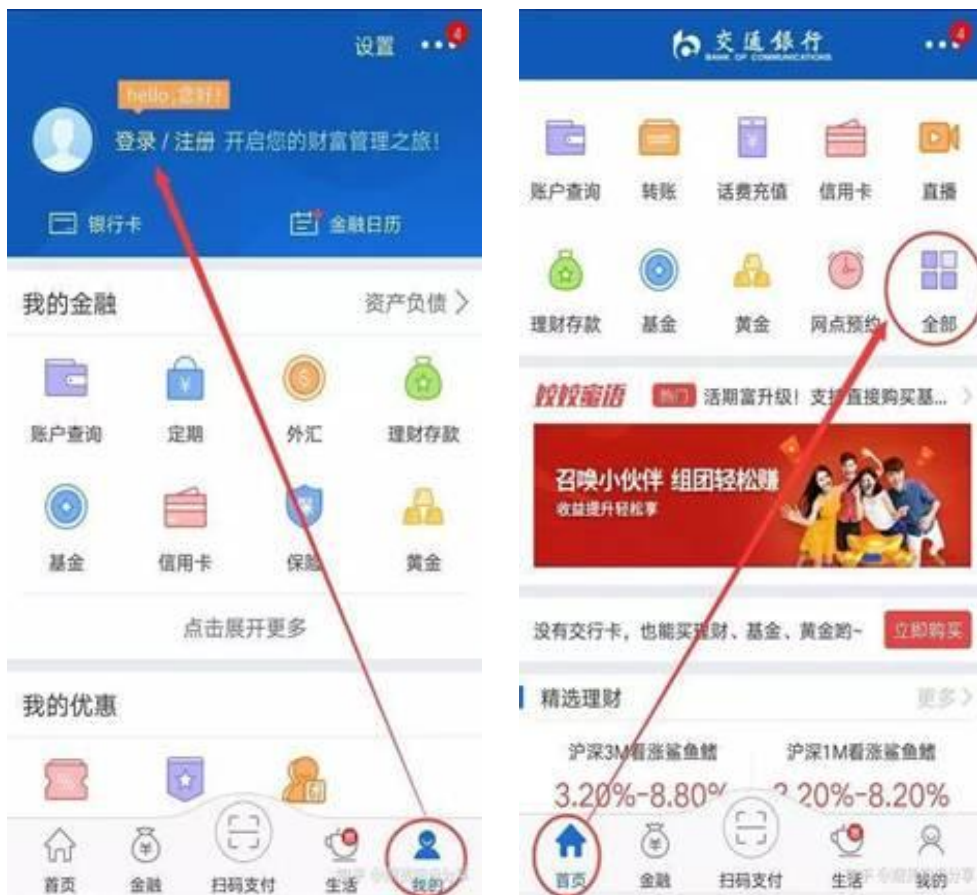 设置
4
hello,您好!
登录 / 注册 开启您的财富管理之旅!
银行卡
金融日历
我的金融
资产负债 >
账户查询
定期
外汇
理财存款
基金
信用卡
保险
黄金
点击展开更多
我的优惠
首页
金融
扫码支付
生活
我的
交通银行
BANK OF COMMUNICATIONS
4
账户查询
转账
话费充值
信用卡
直播
理财存款
基金
黄金
网点预约
全部
姣姣蜜语
热门
活期富升级! 支持直接购买基... >
召唤小伙伴 组团轻松赚
收益提升轻松享
没有交行卡，也能买理财、基金、黄金哟~
立即购买
精选理财
更多 >
沪深3M看涨鲨鱼鳍
沪深1M看涨鲨鱼鳍
3.20%-8.80%
2.20%-8.20%
首页
金融
扫码支付
生活
我的